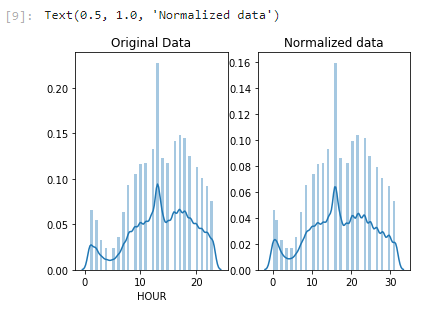 [9]: Text(0.5, 1.0, 'Normalized data')
Original Data
Normalized data
0.20
0.15
0.10
0.05
0.00
0 10 20
HOUR
0.16
0.14
0.12
0.10
0.08
0.06
0.04
0.02
0.00
0 10 20 30